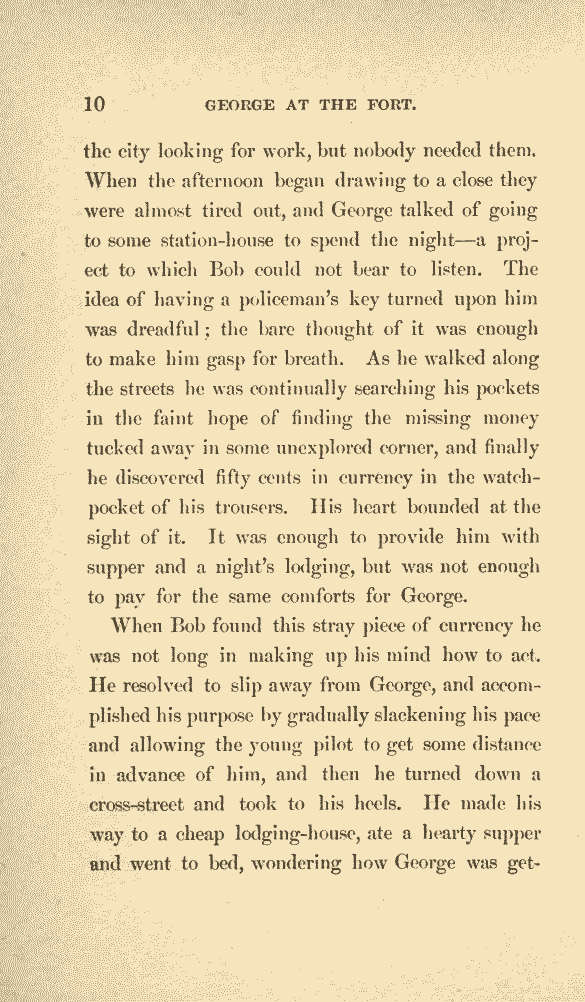 10 GEORGE AT THE FORT.
the city looking for work, but nobody needed them.
When the afternoon began drawing to a close they
were almost tired out, and George talked of going
to some station-house to spend the night—a proj-
ect to which Bob could not bear to listen. The
idea of having a policeman's key turned upon him
was dreadful; the bare thought of it was enough
to make him gasp for breath. As he walked along
the streets he was continually searching his pockets
in the faint hope of finding the missing money
tucked away in some unexplored corner, and finally
he discovered fifty cents in currency in the watch-
pocket of his trousers. His heart bounded at the
sight of it. It was enough to provide him with
supper and a night's lodging, but was not enough
to pay for the same comforts for George.
When Bob found this stray piece of currency he
was not long in making up his mind how to act.
He resolved to slip away from George, and accom-
plished his purpose by gradually slackening his pace
and allowing the young pilot to get some distance
in advance of him, and then he turned down a
cross-street and took to his heels. He made his
way to a cheap lodging-house, ate a hearty supper
and went to bed, wondering how George was get-